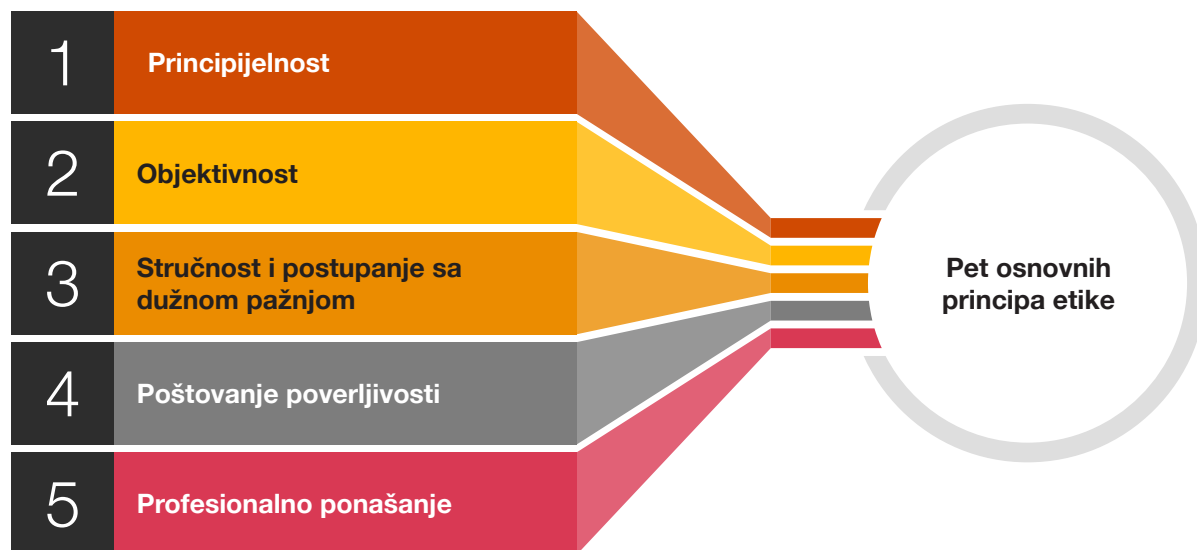 1
Principijelnost
2
Objektivnost
3
Stručnost i postupanje sa
dužnom pažnjom
4
Poštovanje poverljivosti
5
Profesionalno ponašanje
Pet osnovnih
principa etike